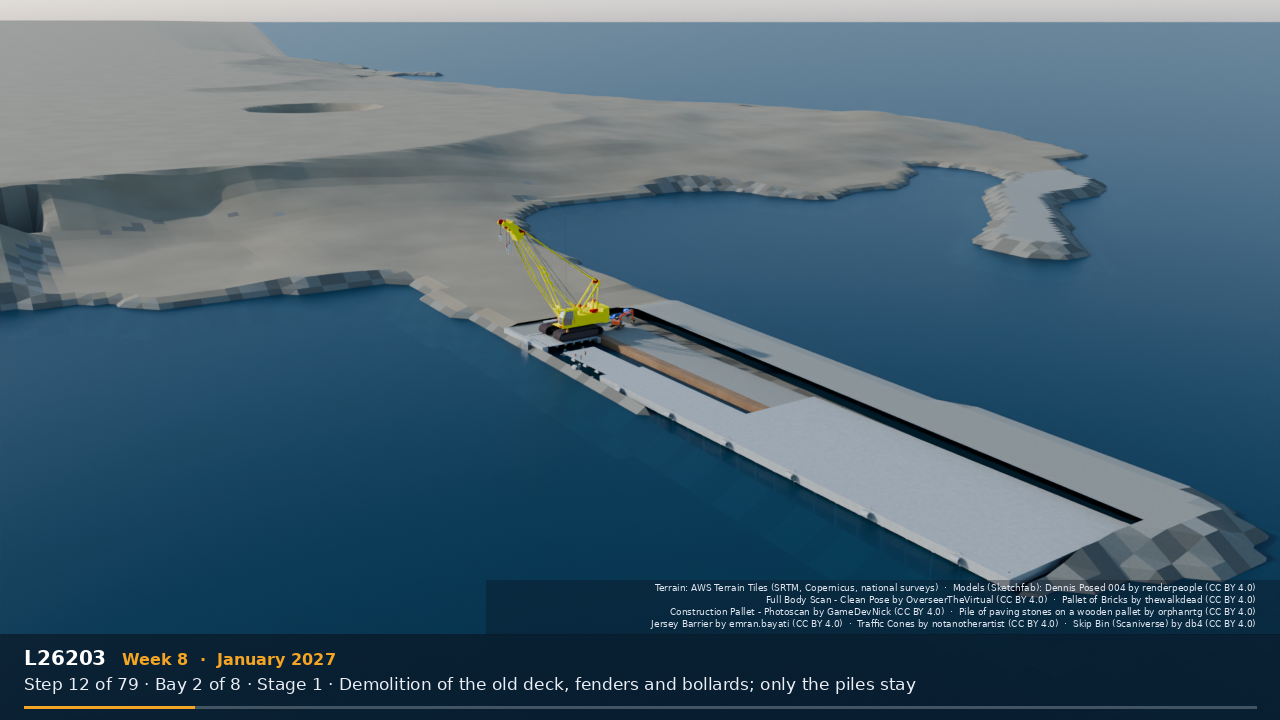 Terrain: AWS Terrain Tiles (SRTM, Copernicus, national surveys) · Models (Sketchfab): Dennis Posed 004 by renderpeople (CC BY 4.0)
Full Body Scan - Clean Pose by OverseerTheVirtual (CC BY 4.0) · Pallet of Bricks by thewalkdead (CC BY 4.0)
Construction Pallet - Photoscan by GameDevNick (CC BY 4.0) · Pile of paving stones on a wooden pallet by orphanrtg (CC BY 4.0)
Jersey Barrier by emran.bayati (CC BY 4.0) · Traffic Cones by notanotherartist (CC BY 4.0) · Skip Bin (Scaniverse) by db4 (CC BY 4.0)
L26203 Week 8 · January 2027
Step 12 of 79 · Bay 2 of 8 · Stage 1 · Demolition of the old deck, fenders and bollards; only the piles stay